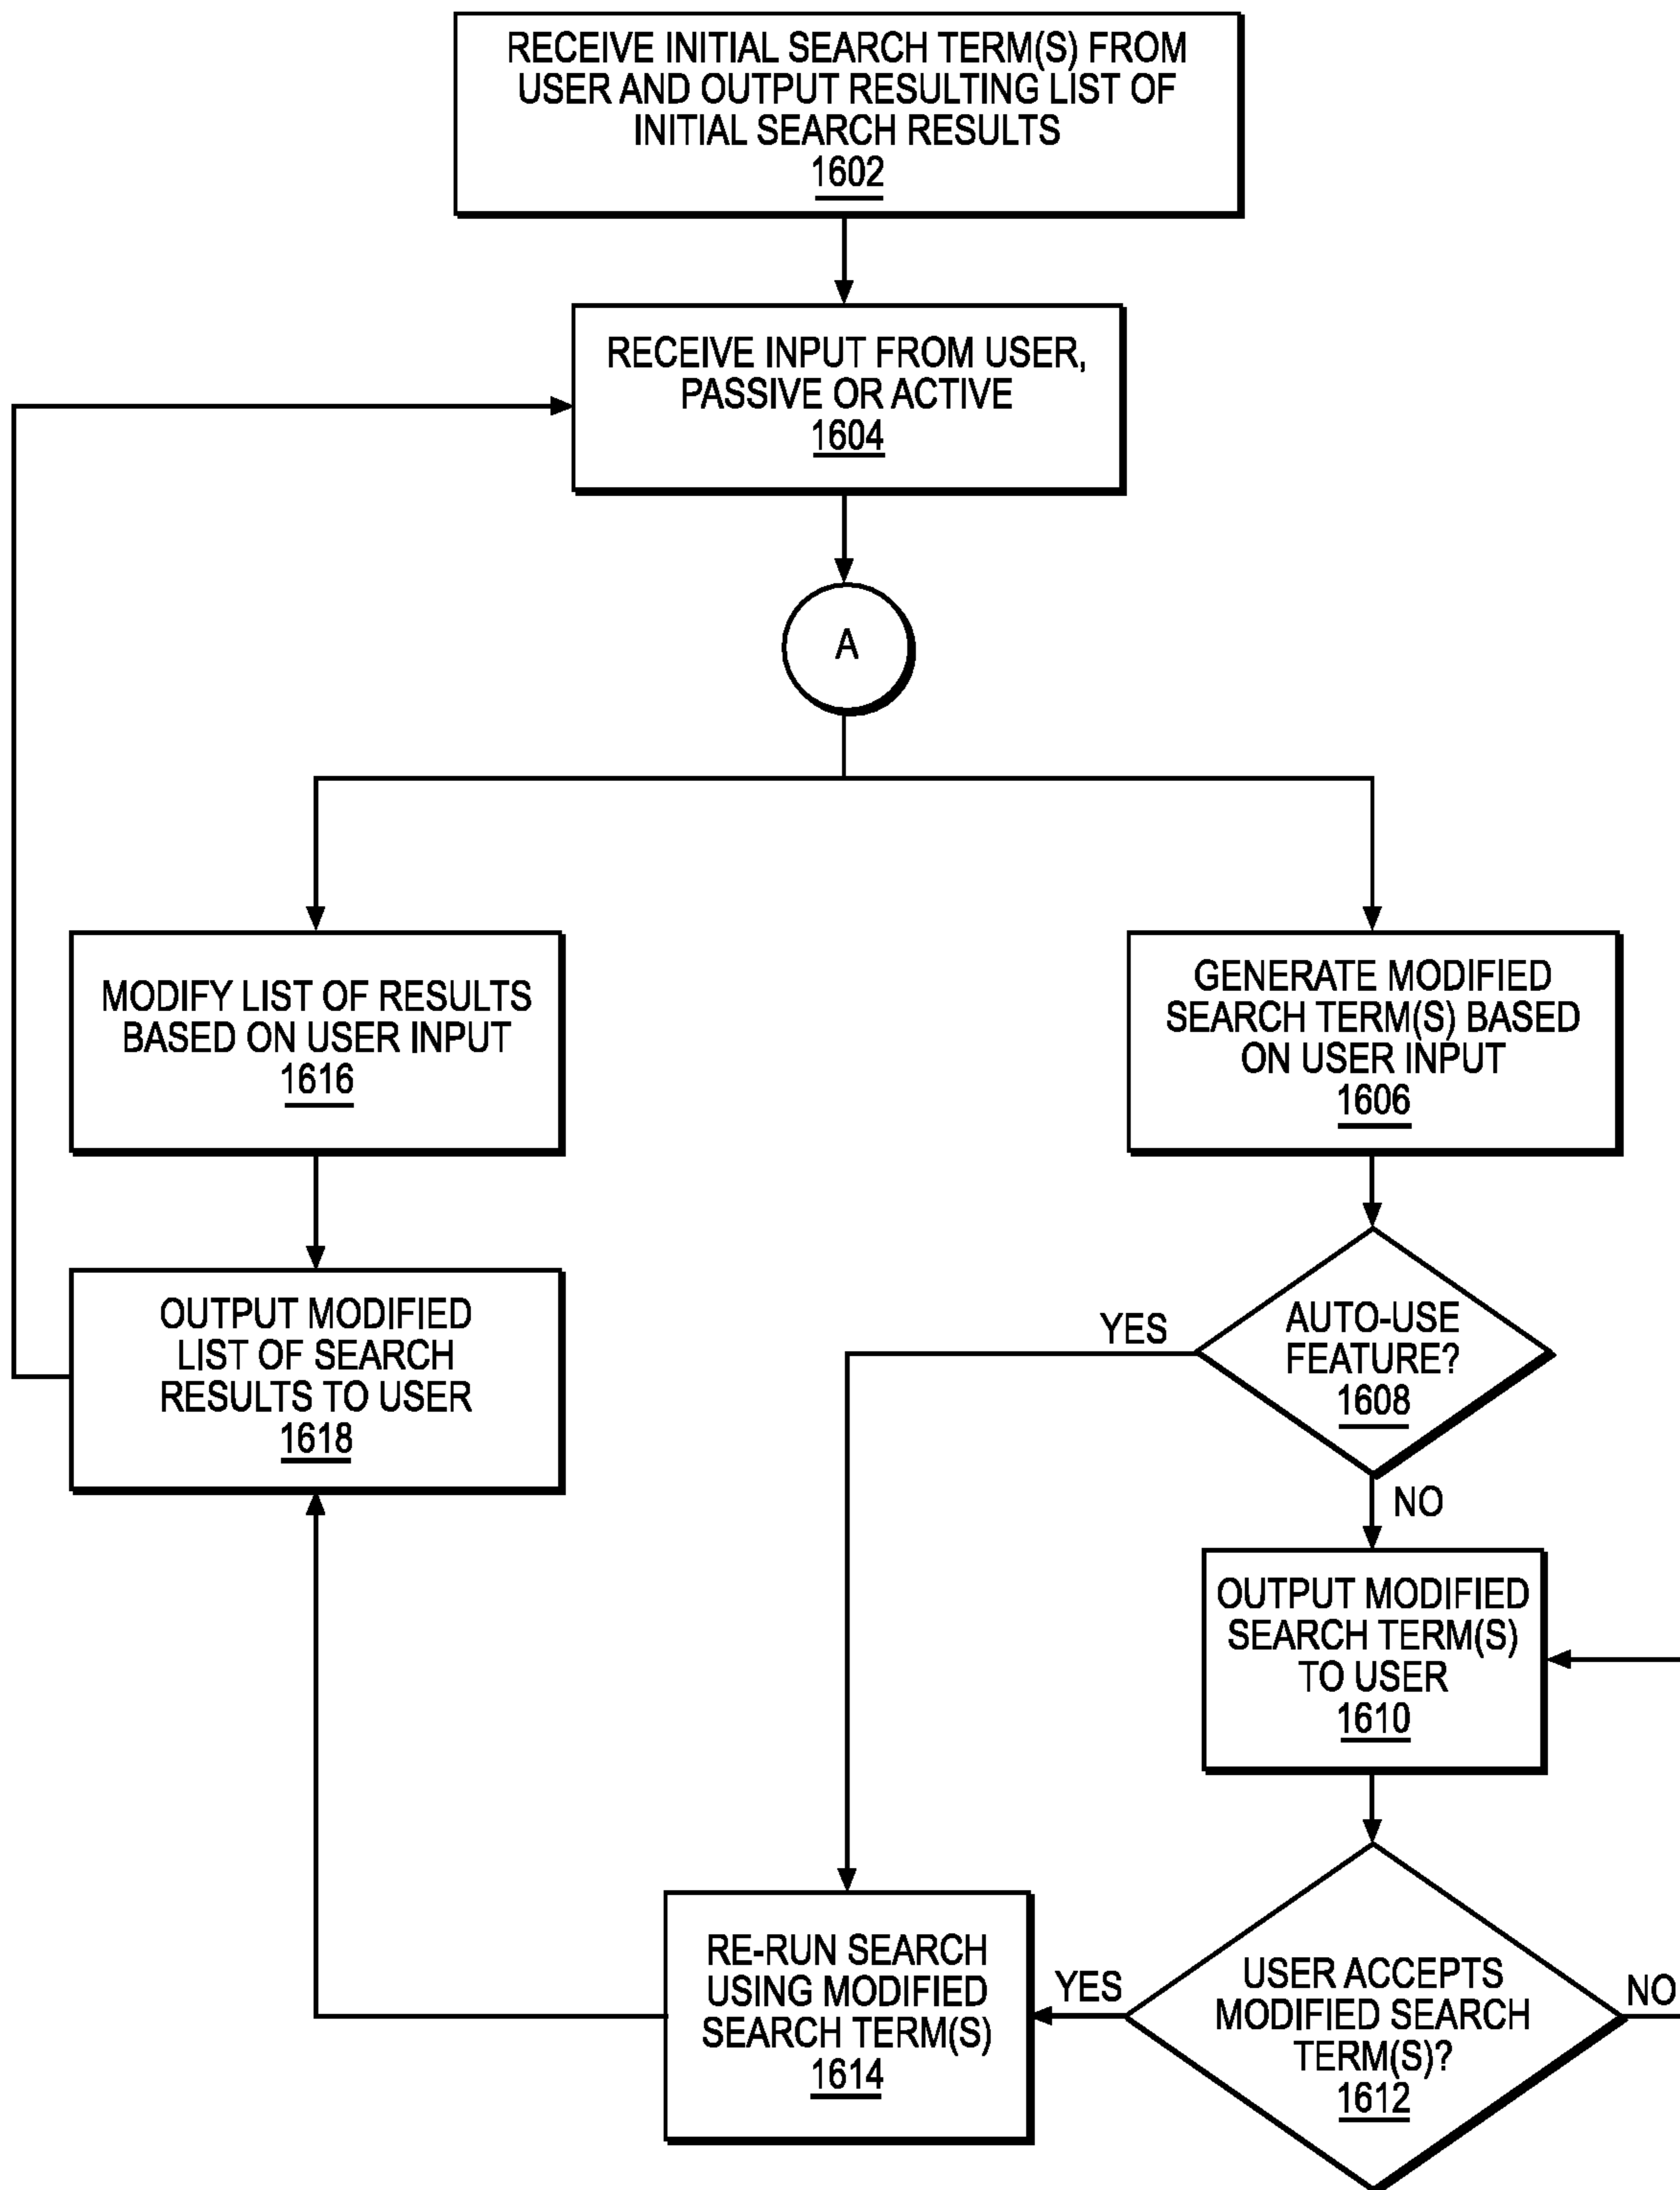 RECEIVE INITIAL SEARCH TERM(S) FROM
USER AND OUTPUT RESULTING LIST OF
INITIAL SEARCH RESULTS
1602
RECEIVE INPUT FROM USER,
PASSIVE OR ACTIVE
1604
A
MODIFY LIST OF RESULTS
BASED ON USER INPUT
1616
GENERATE MODIFIED
SEARCH TERM(S) BASED
ON USER INPUT
1606
OUTPUT MODIFIED
LIST OF SEARCH
RESULTS TO USER
1618
YES
AUTO-USE
FEATURE?
1608
NO
OUTPUT MODIFIED
SEARCH TERM(S)
TO USER
1610
RE-RUN SEARCH
USING MODIFIED
SEARCH TERM(S)
1614
YES
USER ACCEPTS
MODIFIED SEARCH
TERM(S)?
1612
NO